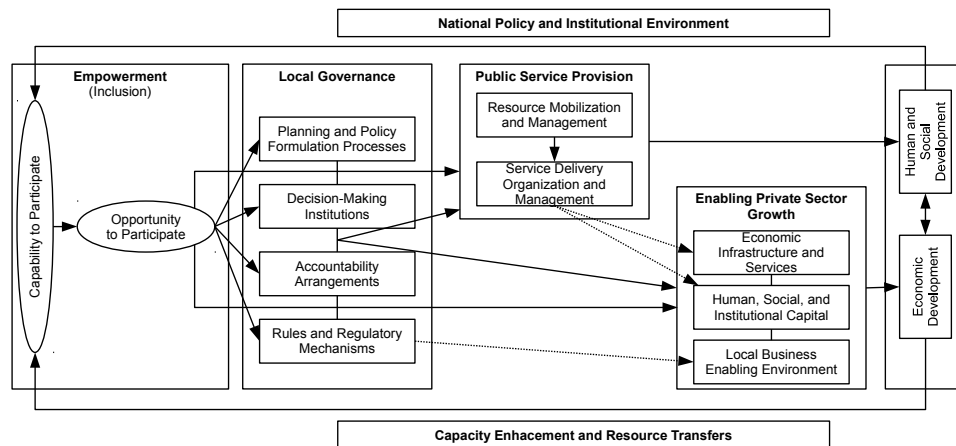 National Policy and Institutional Environment
Empowerment
(Inclusion)
Capability to Participate
Opportunity
to Participate
Local Governance
Planning and Policy
Formulation Processes
Decision-Making
Institutions
Accountability
Arrangements
Rules and Regulatory
Mechanisms
Public Service Provision
Resource Mobilization
and Management
Service Delivery
Organization and
Management
Enabling Private Sector
Growth
Economic
Infrastructure and
Services
Human, Social, and
Institutional Capital
Local Business
Enabling Environment
Human and
Social
Development
Economic
Development
Capacity Enhacement and Resource Transfers